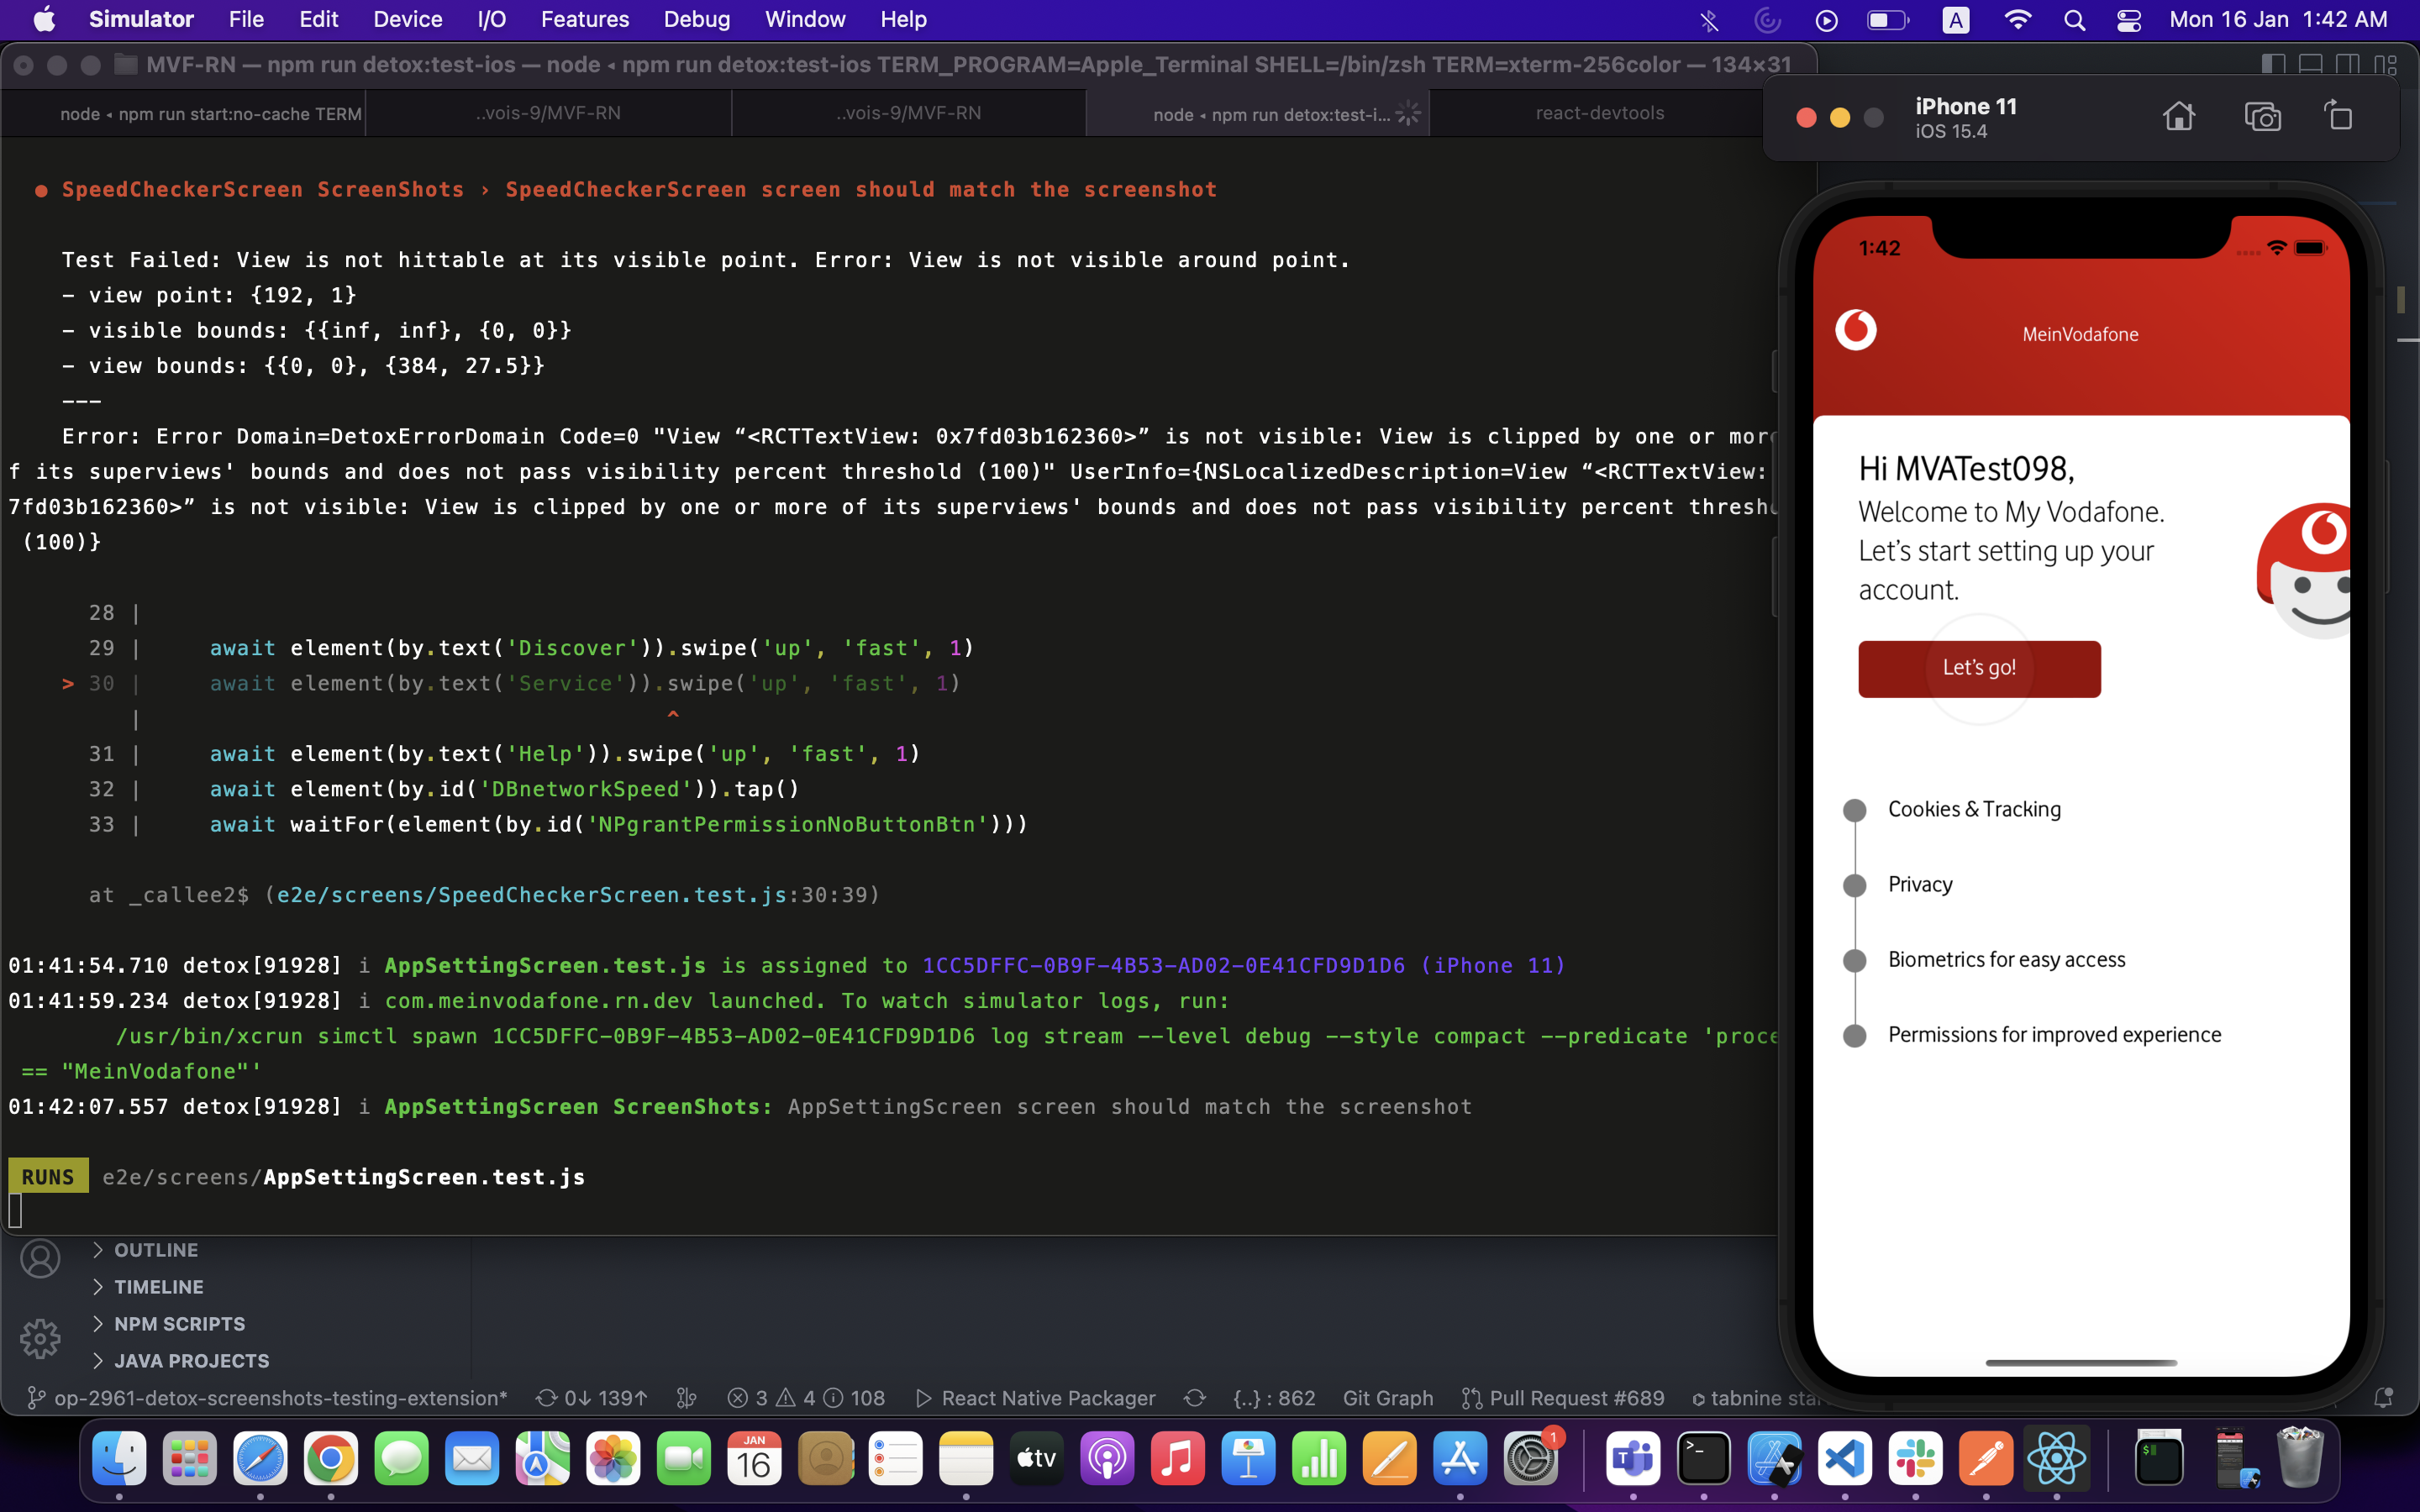 Simulator File Edit Device I/O Features Debug Window Help A Mon 16 Jan 1:42 AM
MVF-RN — npm run detox:test-ios — node ◂ npm run detox:test-ios TERM_PROGRAM=Apple_Terminal SHELL=/bin/zsh TERM=xterm-256color — 134×31
node ◂ npm run start:no-cache TERM ..vois-9/MVF-RN ..vois-9/MVF-RN node ◂ npm run detox:test-i... react-devtools
● SpeedCheckerScreen ScreenShots › SpeedCheckerScreen screen should match the screenshot
Test Failed: View is not hittable at its visible point. Error: View is not visible around point.
- view point: {192, 1}
- visible bounds: {{inf, inf}, {0, 0}}
- view bounds: {{0, 0}, {384, 27.5}}
---
Error: Error Domain=DetoxErrorDomain Code=0 "View “<RCTTextView: 0x7fd03b162360>” is not visible: View is clipped by one or more
f its superviews' bounds and does not pass visibility percent threshold (100)" UserInfo={NSLocalizedDescription=View “<RCTTextView:
7fd03b162360>” is not visible: View is clipped by one or more of its superviews' bounds and does not pass visibility percent thresho
(100)}
28 |
29 | await element(by.text('Discover')).swipe('up', 'fast', 1)
> 30 | await element(by.text('Service')).swipe('up', 'fast', 1)
| ^
31 | await element(by.text('Help')).swipe('up', 'fast', 1)
32 | await element(by.id('DBnetworkSpeed')).tap()
33 | await waitFor(element(by.id('NPgrantPermissionNoButtonBtn')))
at _callee2$ (e2e/screens/SpeedCheckerScreen.test.js:30:39)
01:41:54.710 detox[91928] i AppSettingScreen.test.js is assigned to 1CC5DFFC-0B9F-4B53-AD02-0E41CFD9D1D6 (iPhone 11)
01:41:59.234 detox[91928] i com.meinvodafone.rn.dev launched. To watch simulator logs, run:
/usr/bin/xcrun simctl spawn 1CC5DFFC-0B9F-4B53-AD02-0E41CFD9D1D6 log stream --level debug --style compact --predicate 'proce
== "MeinVodafone"'
01:42:07.557 detox[91928] i AppSettingScreen ScreenShots: AppSettingScreen screen should match the screenshot
RUNS e2e/screens/AppSettingScreen.test.js
OUTLINE
TIMELINE
NPM SCRIPTS
JAVA PROJECTS
op-2961-detox-screenshots-testing-extension* 0↓ 139↑ 3 4 108 React Native Packager {..} : 862 Git Graph Pull Request #689 tabnine
iPhone 11
iOS 15.4
1:42
MeinVodafone
Hi MVATest098,
Welcome to My Vodafone.
Let’s start setting up your
account.
Let’s go!
Cookies & Tracking
Privacy
Biometrics for easy access
Permissions for improved experience
JAN
16
tv
1